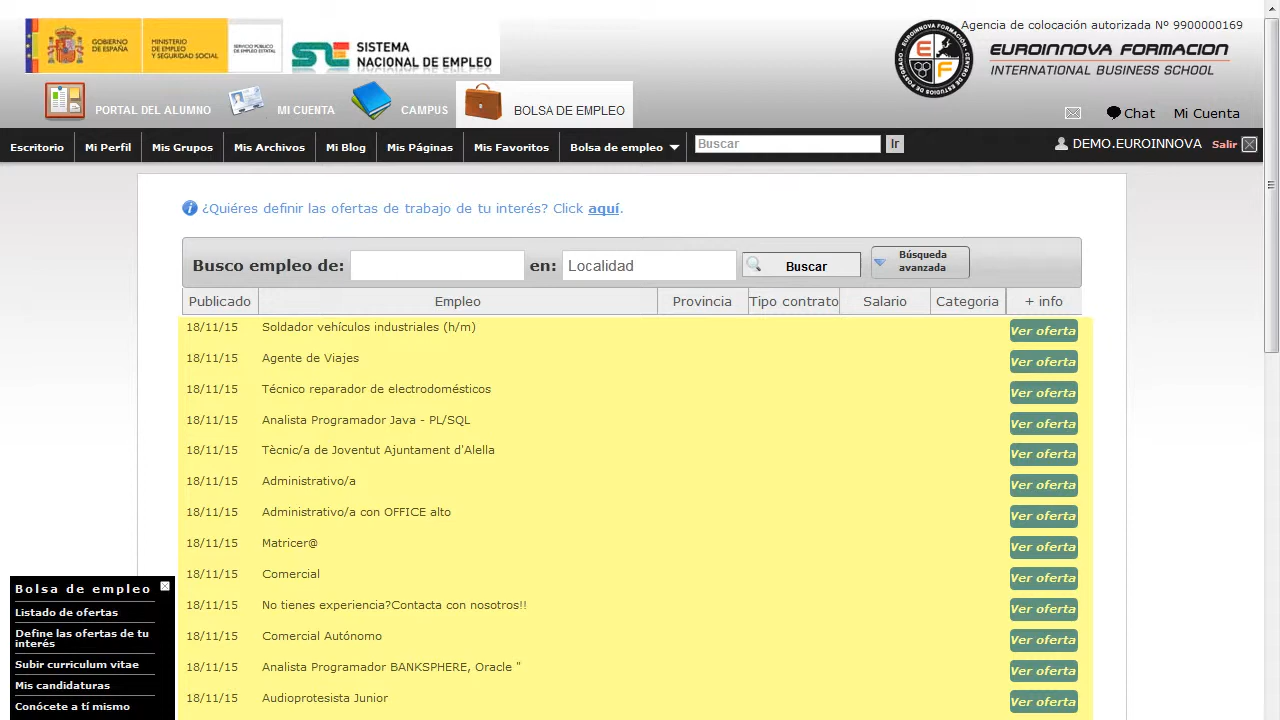 GOBIERNO DE ESPAÑA
MINISTERIO DE EMPLEO Y SEGURIDAD SOCIAL
SERVICIO PÚBLICO DE EMPLEO ESTATAL
SISTEMA NACIONAL DE EMPLEO
Agencia de colocación autorizada Nº 9900000169
EUROINNOVA FORMACION
INTERNATIONAL BUSINESS SCHOOL
PORTAL DEL ALUMNO
MI CUENTA
CAMPUS
BOLSA DE EMPLEO
Chat
Mi Cuenta
Escritorio
Mi Perfil
Mis Grupos
Mis Archivos
Mi Blog
Mis Páginas
Mis Favoritos
Bolsa de empleo
Buscar
Ir
DEMO.EUROINNOVA
Salir
¿Quiéres definir las ofertas de trabajo de tu interés? Click aquí.
Busco empleo de:
en:
Localidad
Buscar
Búsqueda avanzada
Publicado Empleo Provincia Tipo contrato Salario Categoria + info
18/11/15 Soldador vehículos industriales (h/m) Ver oferta
18/11/15 Agente de Viajes Ver oferta
18/11/15 Técnico reparador de electrodomésticos Ver oferta
18/11/15 Analista Programador Java - PL/SQL Ver oferta
18/11/15 Tècnic/a de Joventut Ajuntament d'Alella Ver oferta
18/11/15 Administrativo/a Ver oferta
18/11/15 Administrativo/a con OFFICE alto Ver oferta
18/11/15 Matricer@ Ver oferta
18/11/15 Comercial Ver oferta
18/11/15 No tienes experiencia?Contacta con nosotros!! Ver oferta
18/11/15 Comercial Autónomo Ver oferta
18/11/15 Analista Programador BANKSPHERE, Oracle " Ver oferta
18/11/15 Audioprotesista Junior Ver oferta
Bolsa de empleo
Listado de ofertas
Define las ofertas de tu
interés
Subir curriculum vitae
Mis candidaturas
Conócete a tí mismo